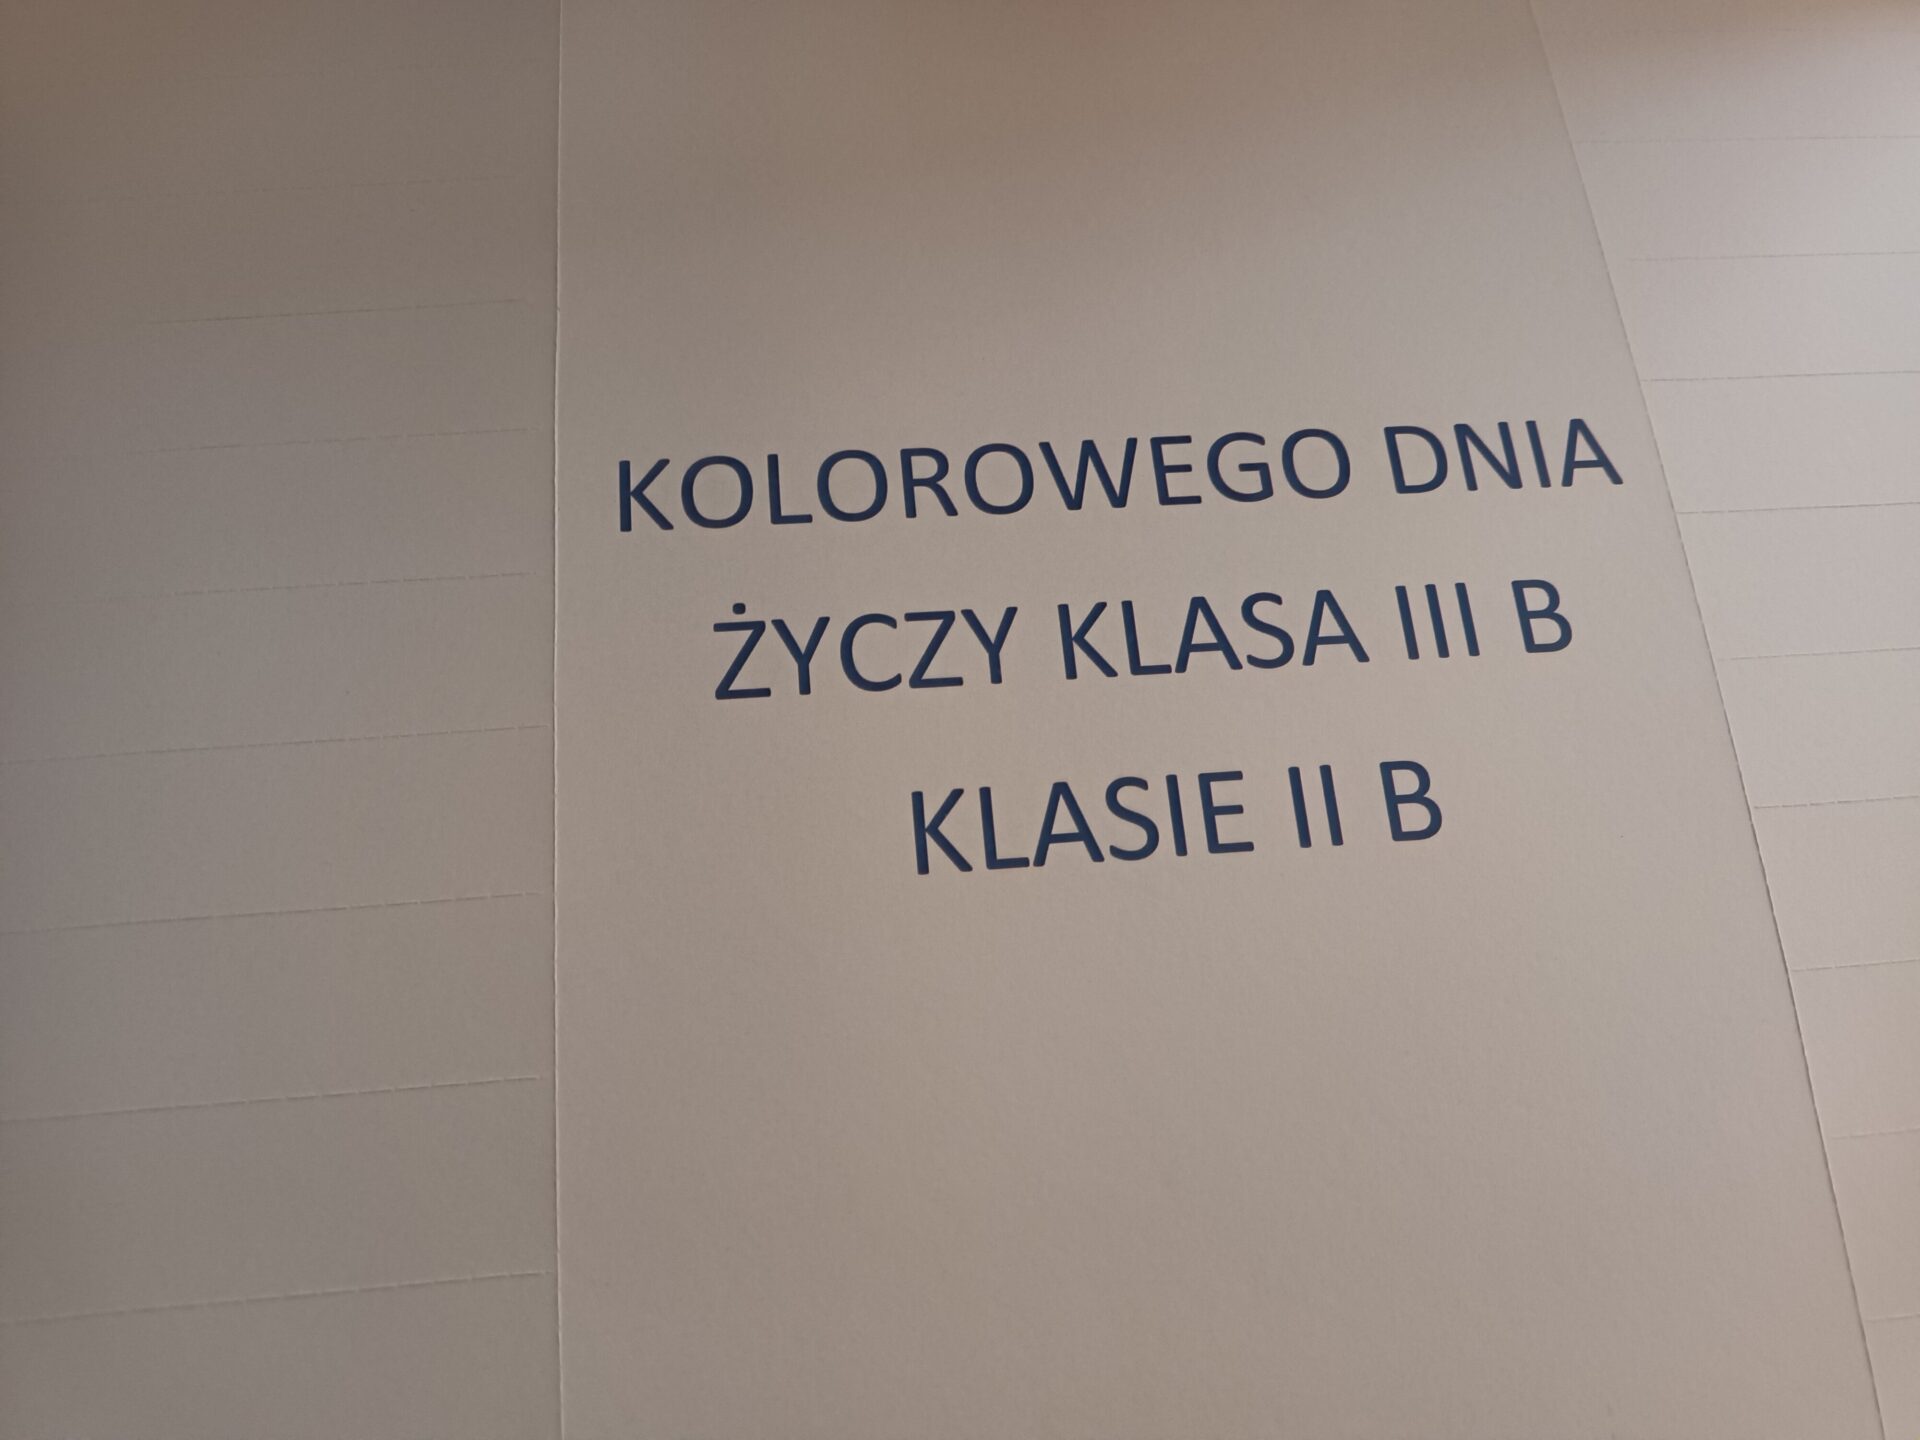 KOLOROWEGO DNIA
ŻYCZY KLASA III B
KLASIE II B